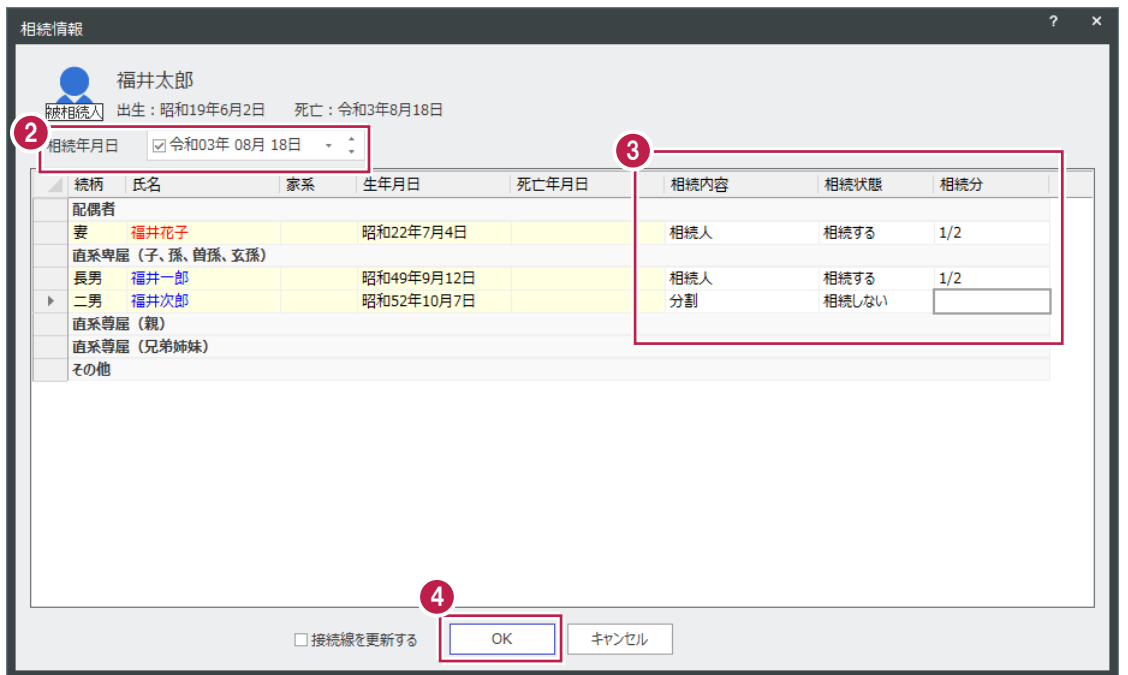 相続情報 ? ×
福井太郎
被相続人 出生：昭和19年6月2日 死亡：令和3年8月18日
2
相続年月日 令和03年 08月 18日
3
続柄 氏名 家系 生年月日 死亡年月日 相続内容 相続状態 相続分
配偶者
妻 福井花子 昭和22年7月4日 相続人 相続する 1/2
直系卑属（子、孫、曽孫、玄孫）
長男 福井一郎 昭和49年9月12日 相続人 相続する 1/2
二男 福井次郎 昭和52年10月7日 分割 相続しない
直系尊属（親）
直系尊属（兄弟姉妹）
その他
4
接続線を更新する OK キャンセル